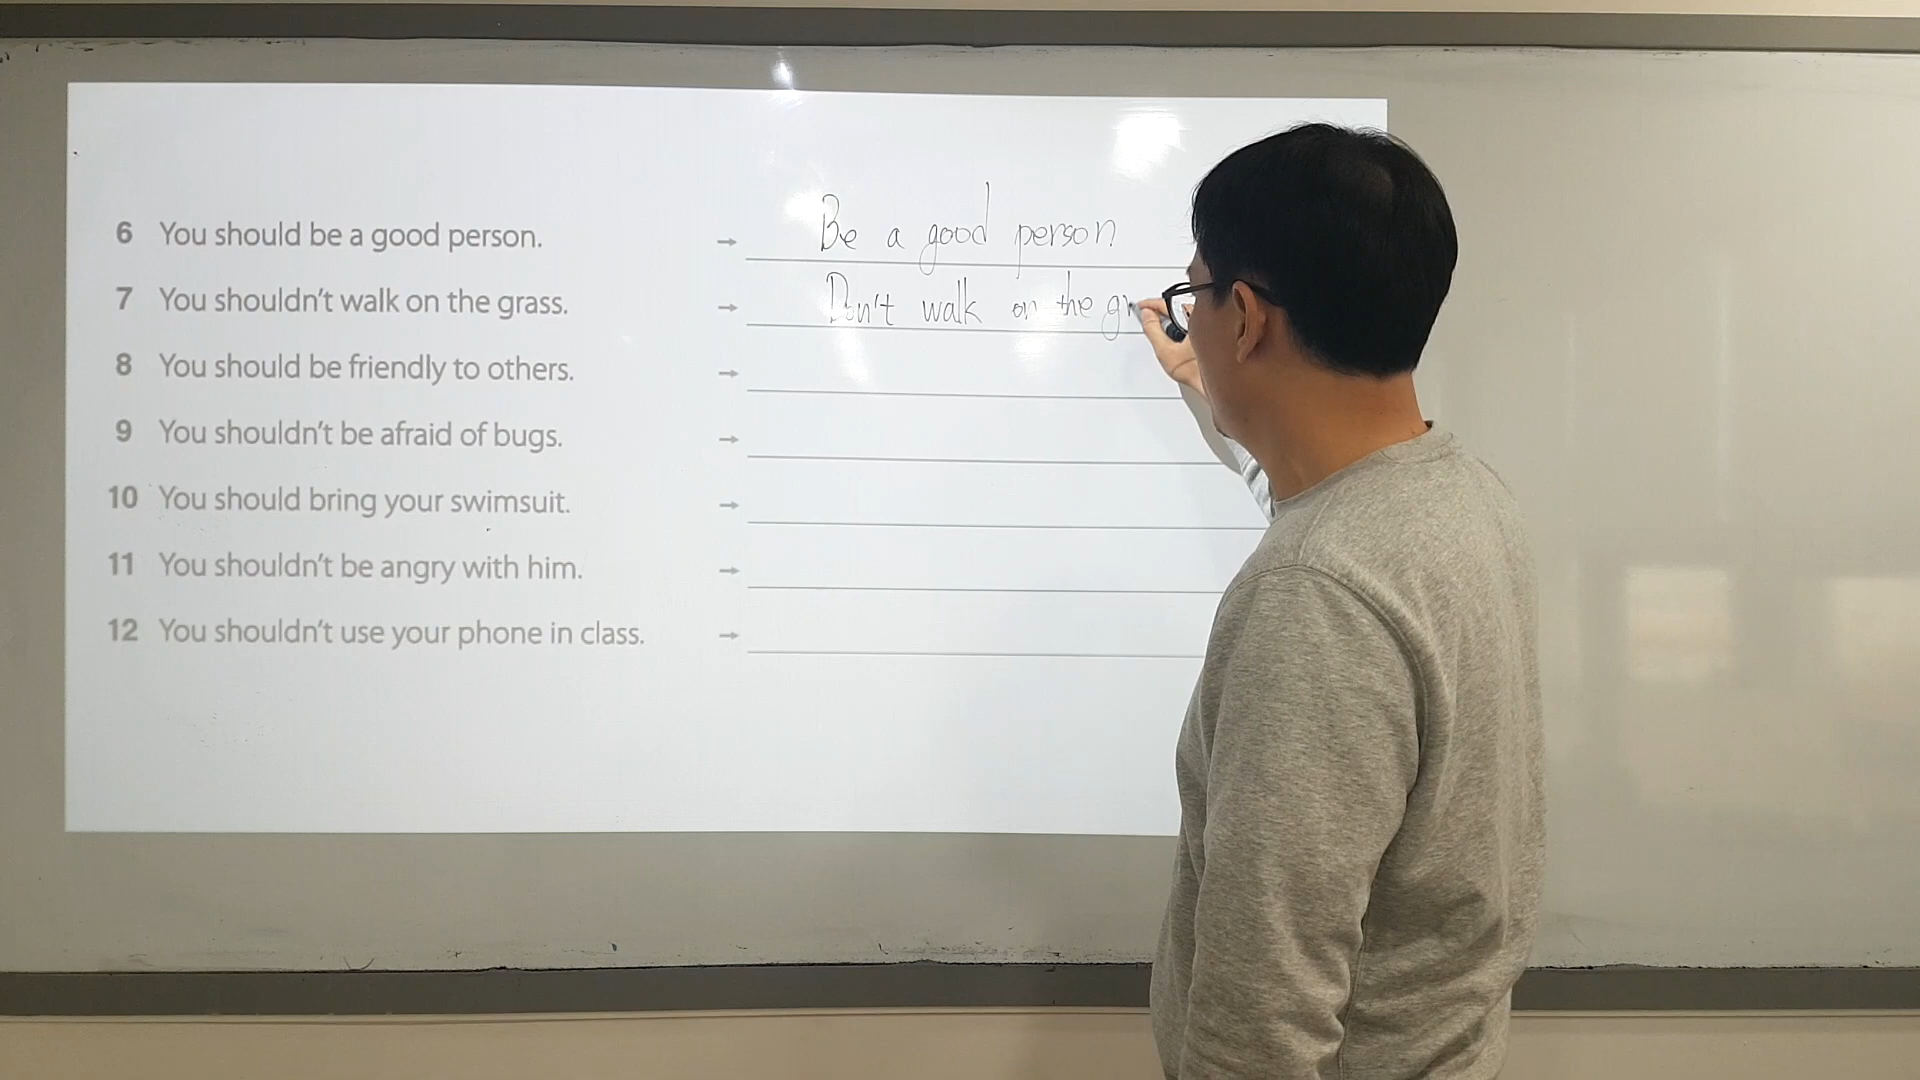 6 You should be a good person. → Be a good person
7 You shouldn't walk on the grass. → Don't walk on the gr
8 You should be friendly to others. →
9 You shouldn't be afraid of bugs. →
10 You should bring your swimsuit. →
11 You shouldn't be angry with him. →
12 You shouldn't use your phone in class. →